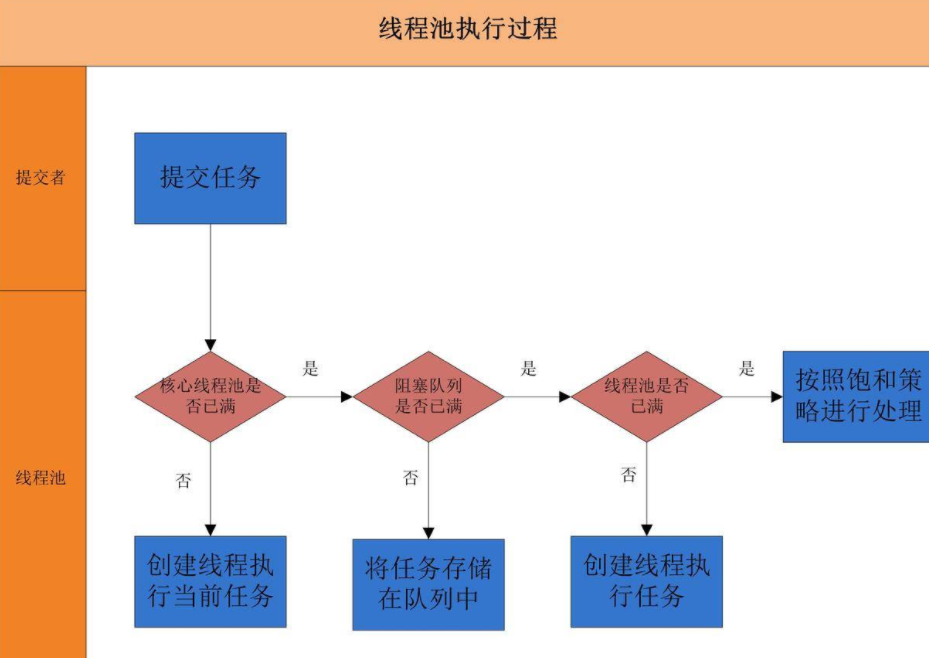 线程池执行过程
提交者
提交任务
核心线程池是
否已满
是
阻塞队列
是否已满
是
线程池是否
已满
是
按照饱和策
略进行处理
线程池
否
否
否
创建线程执
行当前任务
将任务存储
在队列中
创建线程执
行任务